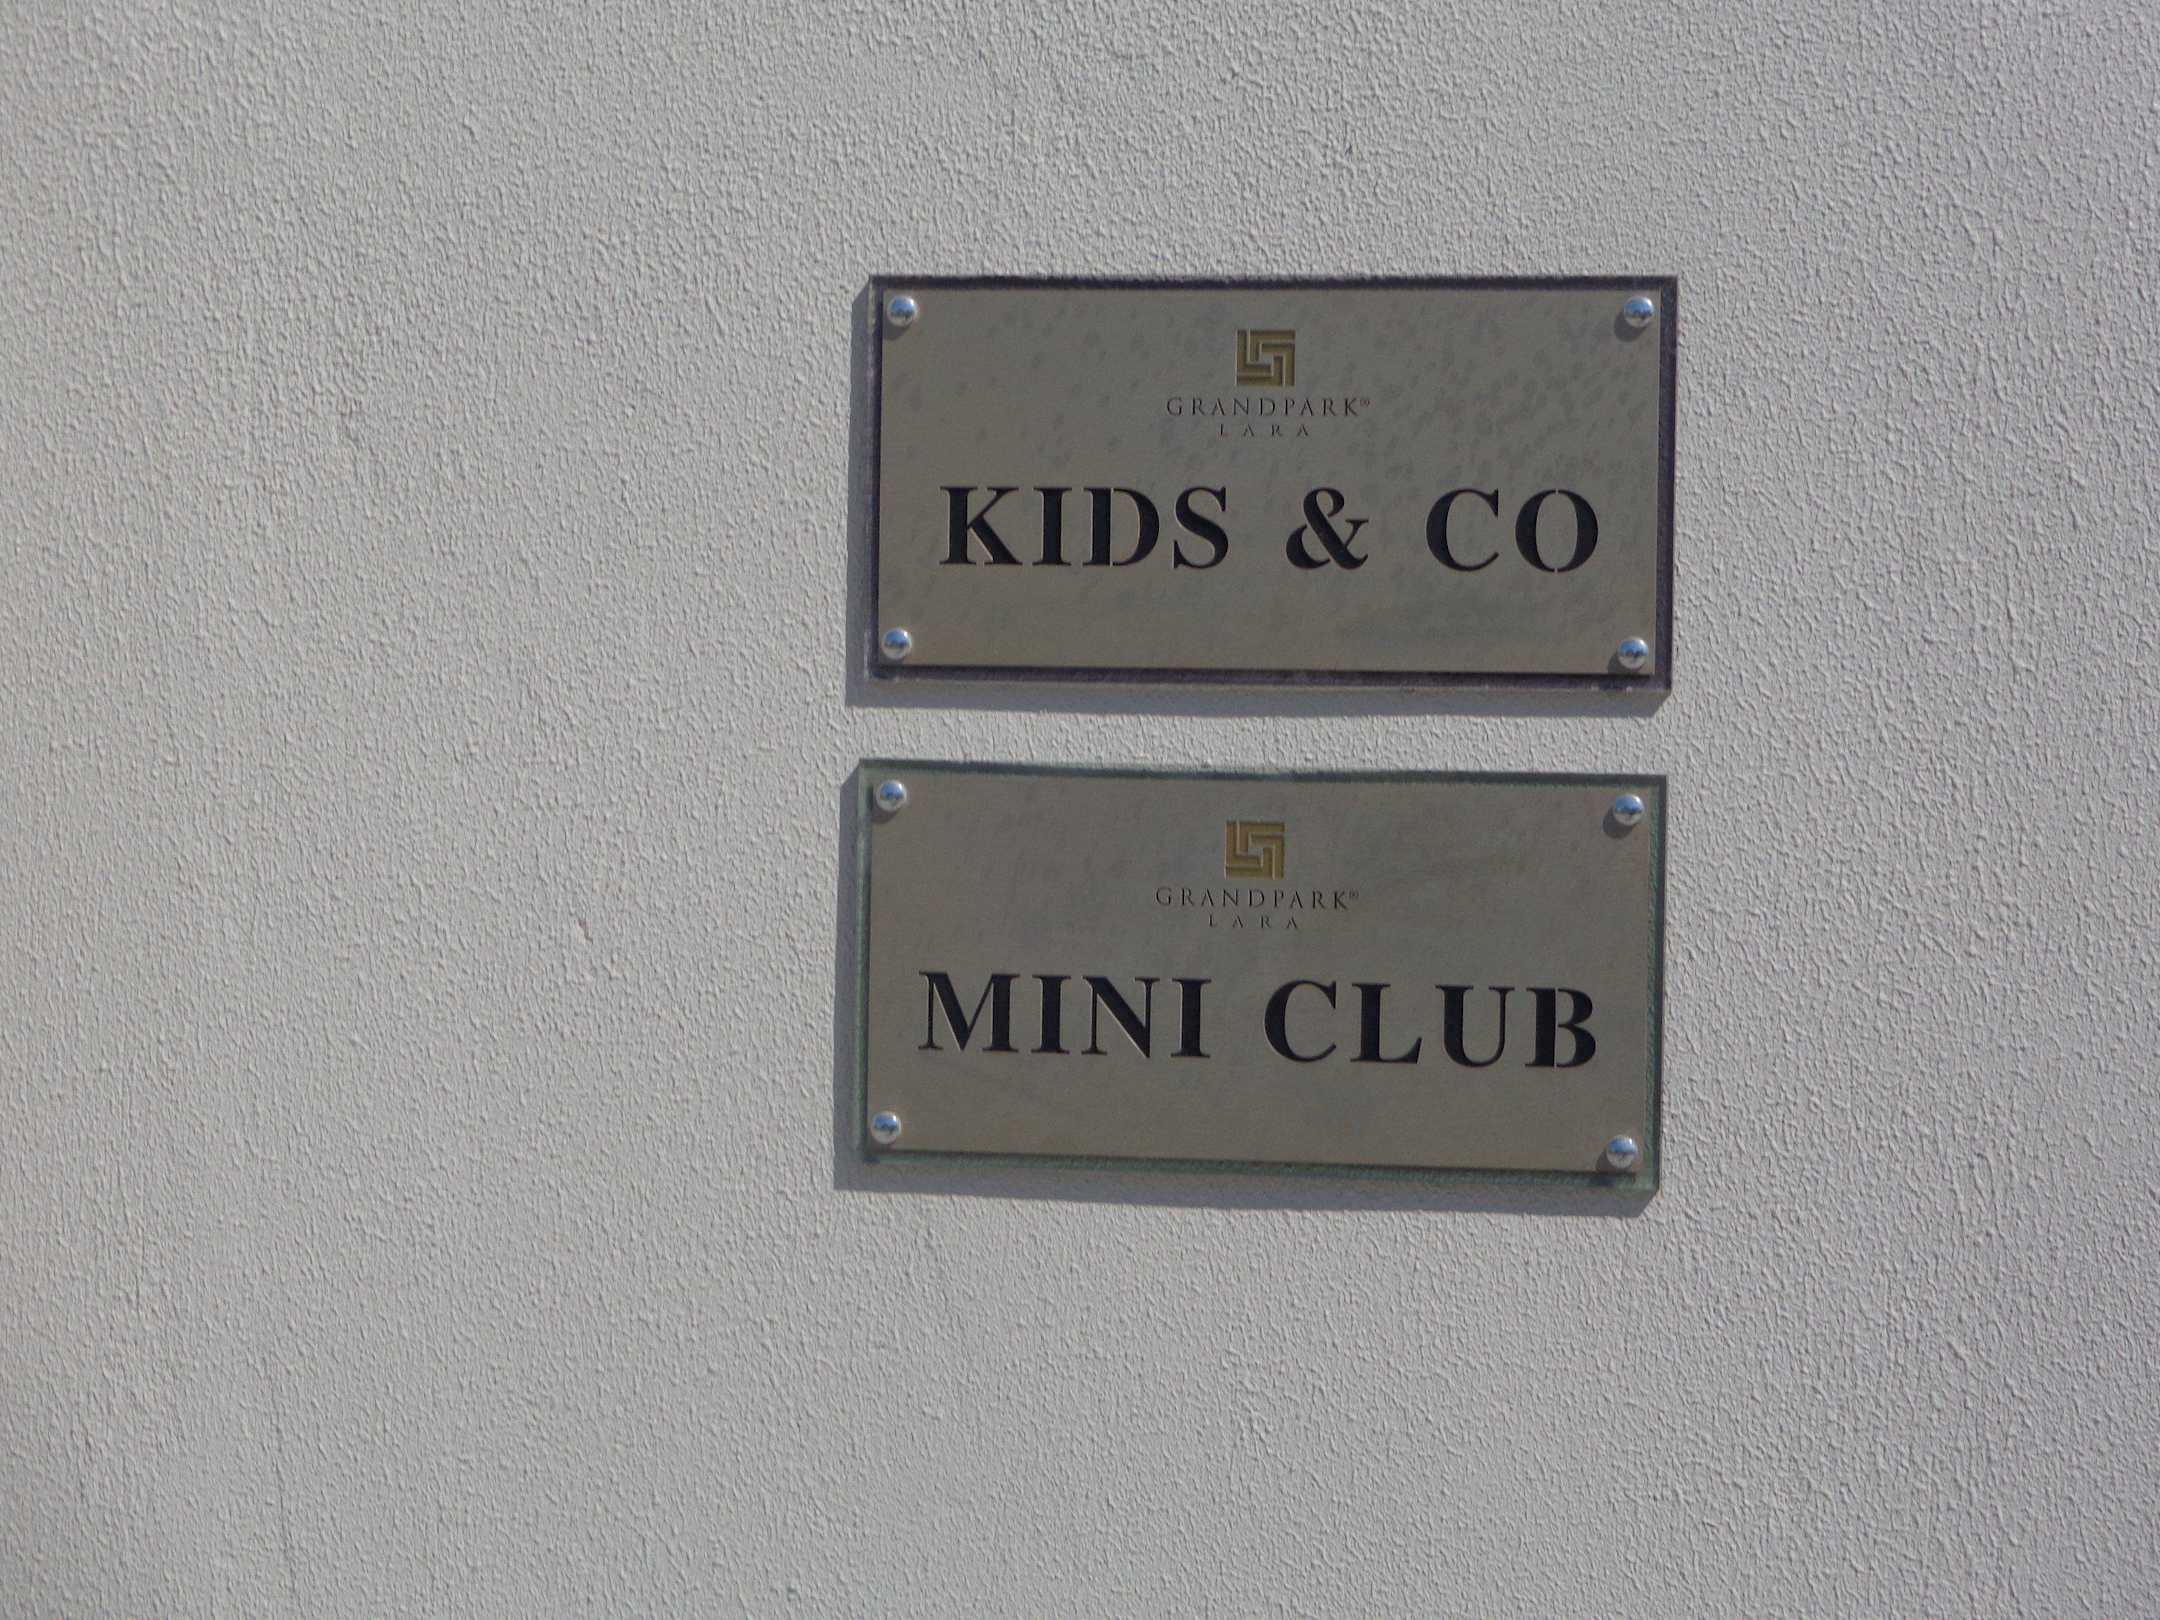 GRANDPARK®
LARA
KIDS & CO
GRANDPARK®
LARA
MINI CLUB